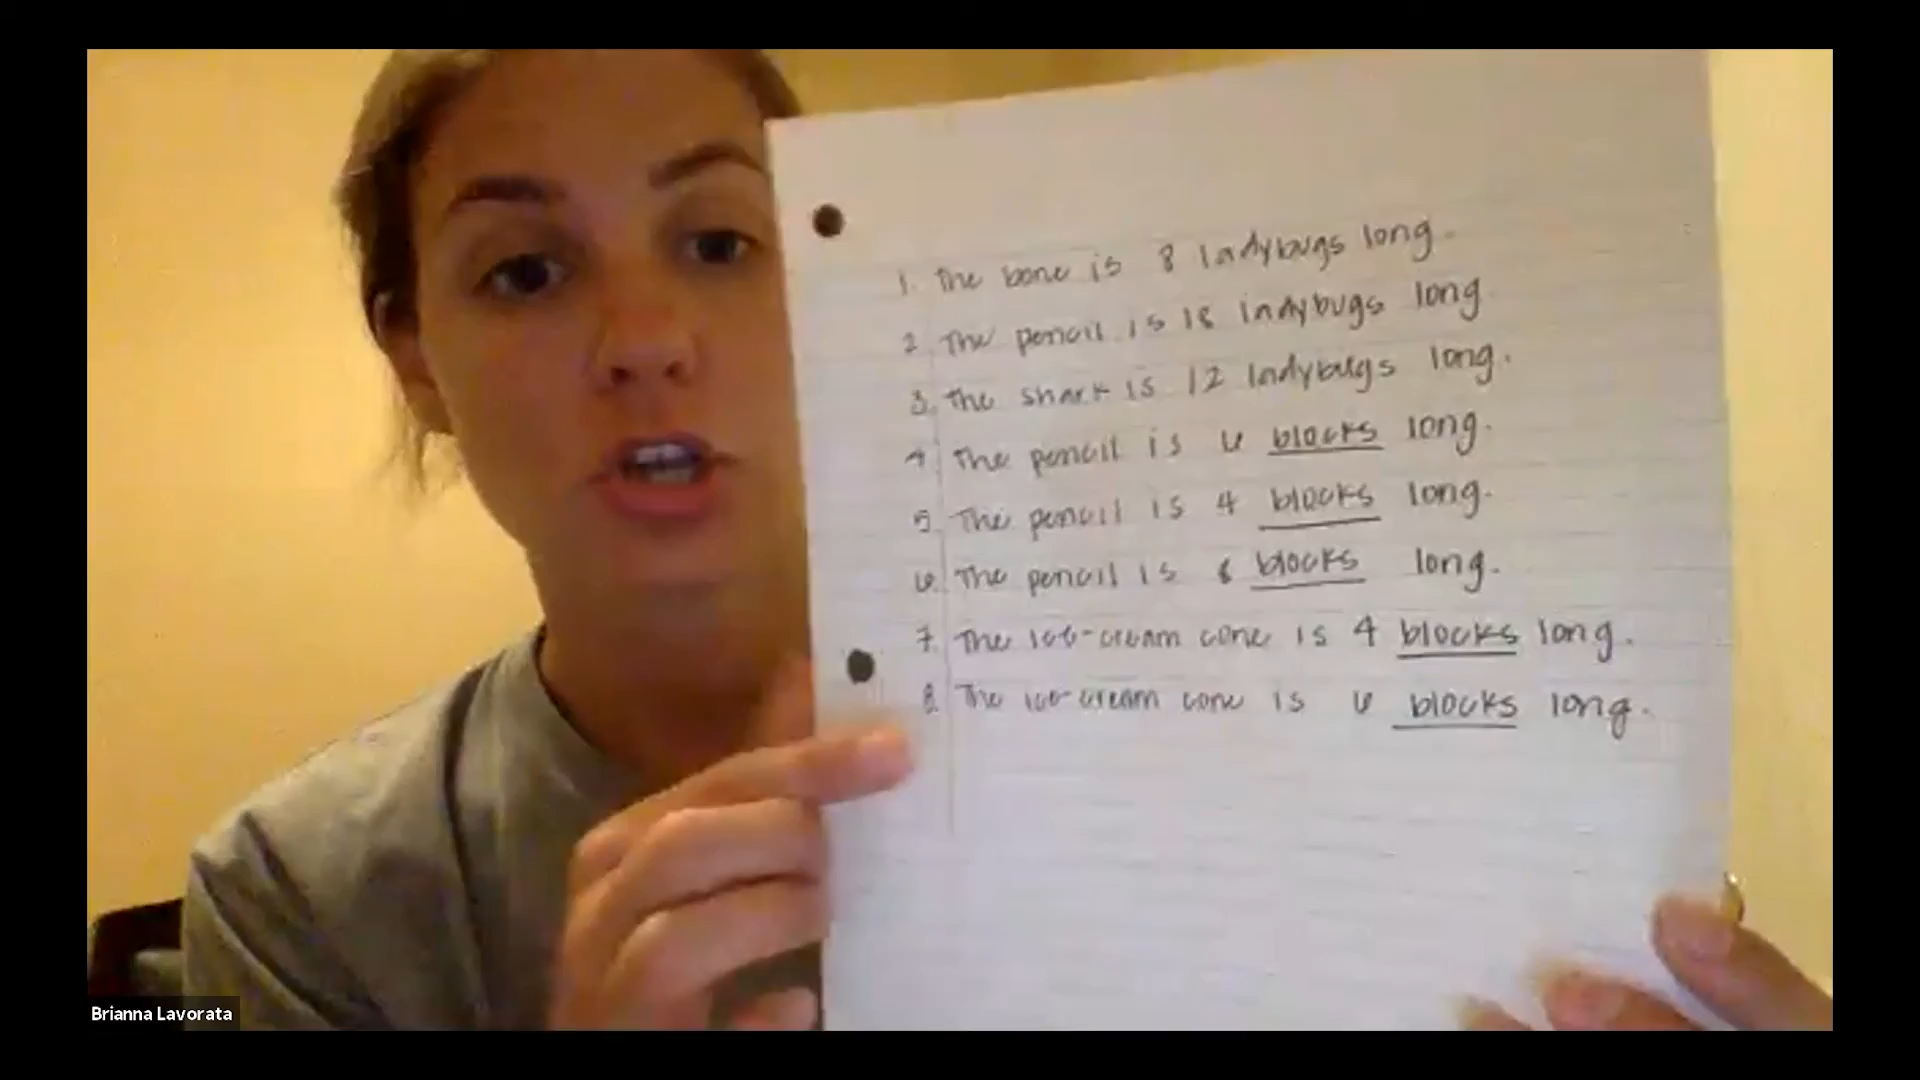 1. The bone is 8 ladybugs long.
2. The pencil is 18 ladybugs long.
3. The shark is 12 ladybugs long.
4. The pencil is 6 blocks long.
5. The pencil is 4 blocks long.
6. The pencil is 8 blocks long.
7. The ice-cream cone is 4 blocks long.
8. The ice-cream cone is 6 blocks long.
Brianna Lavorata